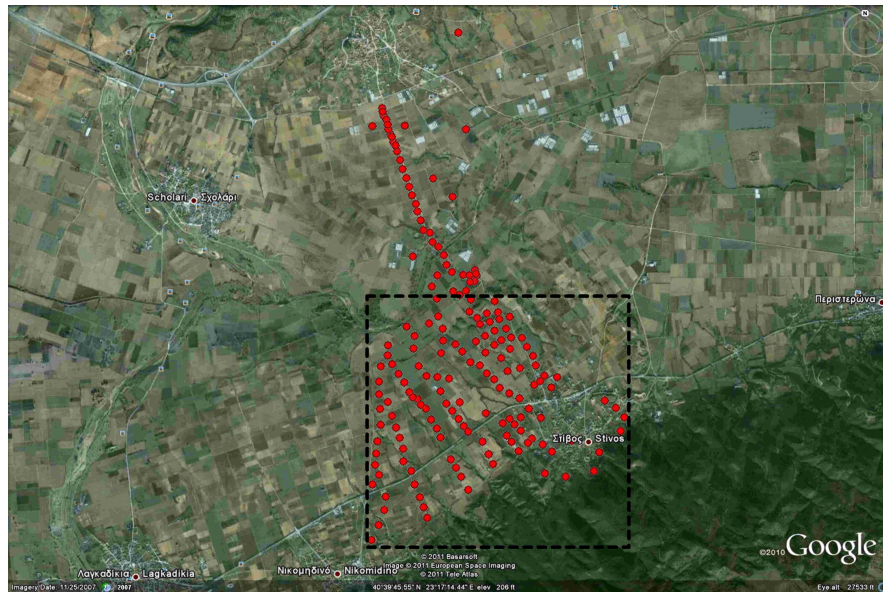 Scholari Σχολάρι
Περιστερώνα
Στίβος Stivos
©2010 Google
© 2011 Basarsoft
Image © 2011 European Space Imaging
© 2011 Tele Atlas
Λαγκαδίκια Lagkadikia
Νικομηδινό Nikomidino
Imagery Date: 11/25/2007 2007 40°39'45.55" N 23°17'14.44" E elev 206 ft Eye alt 27533 ft